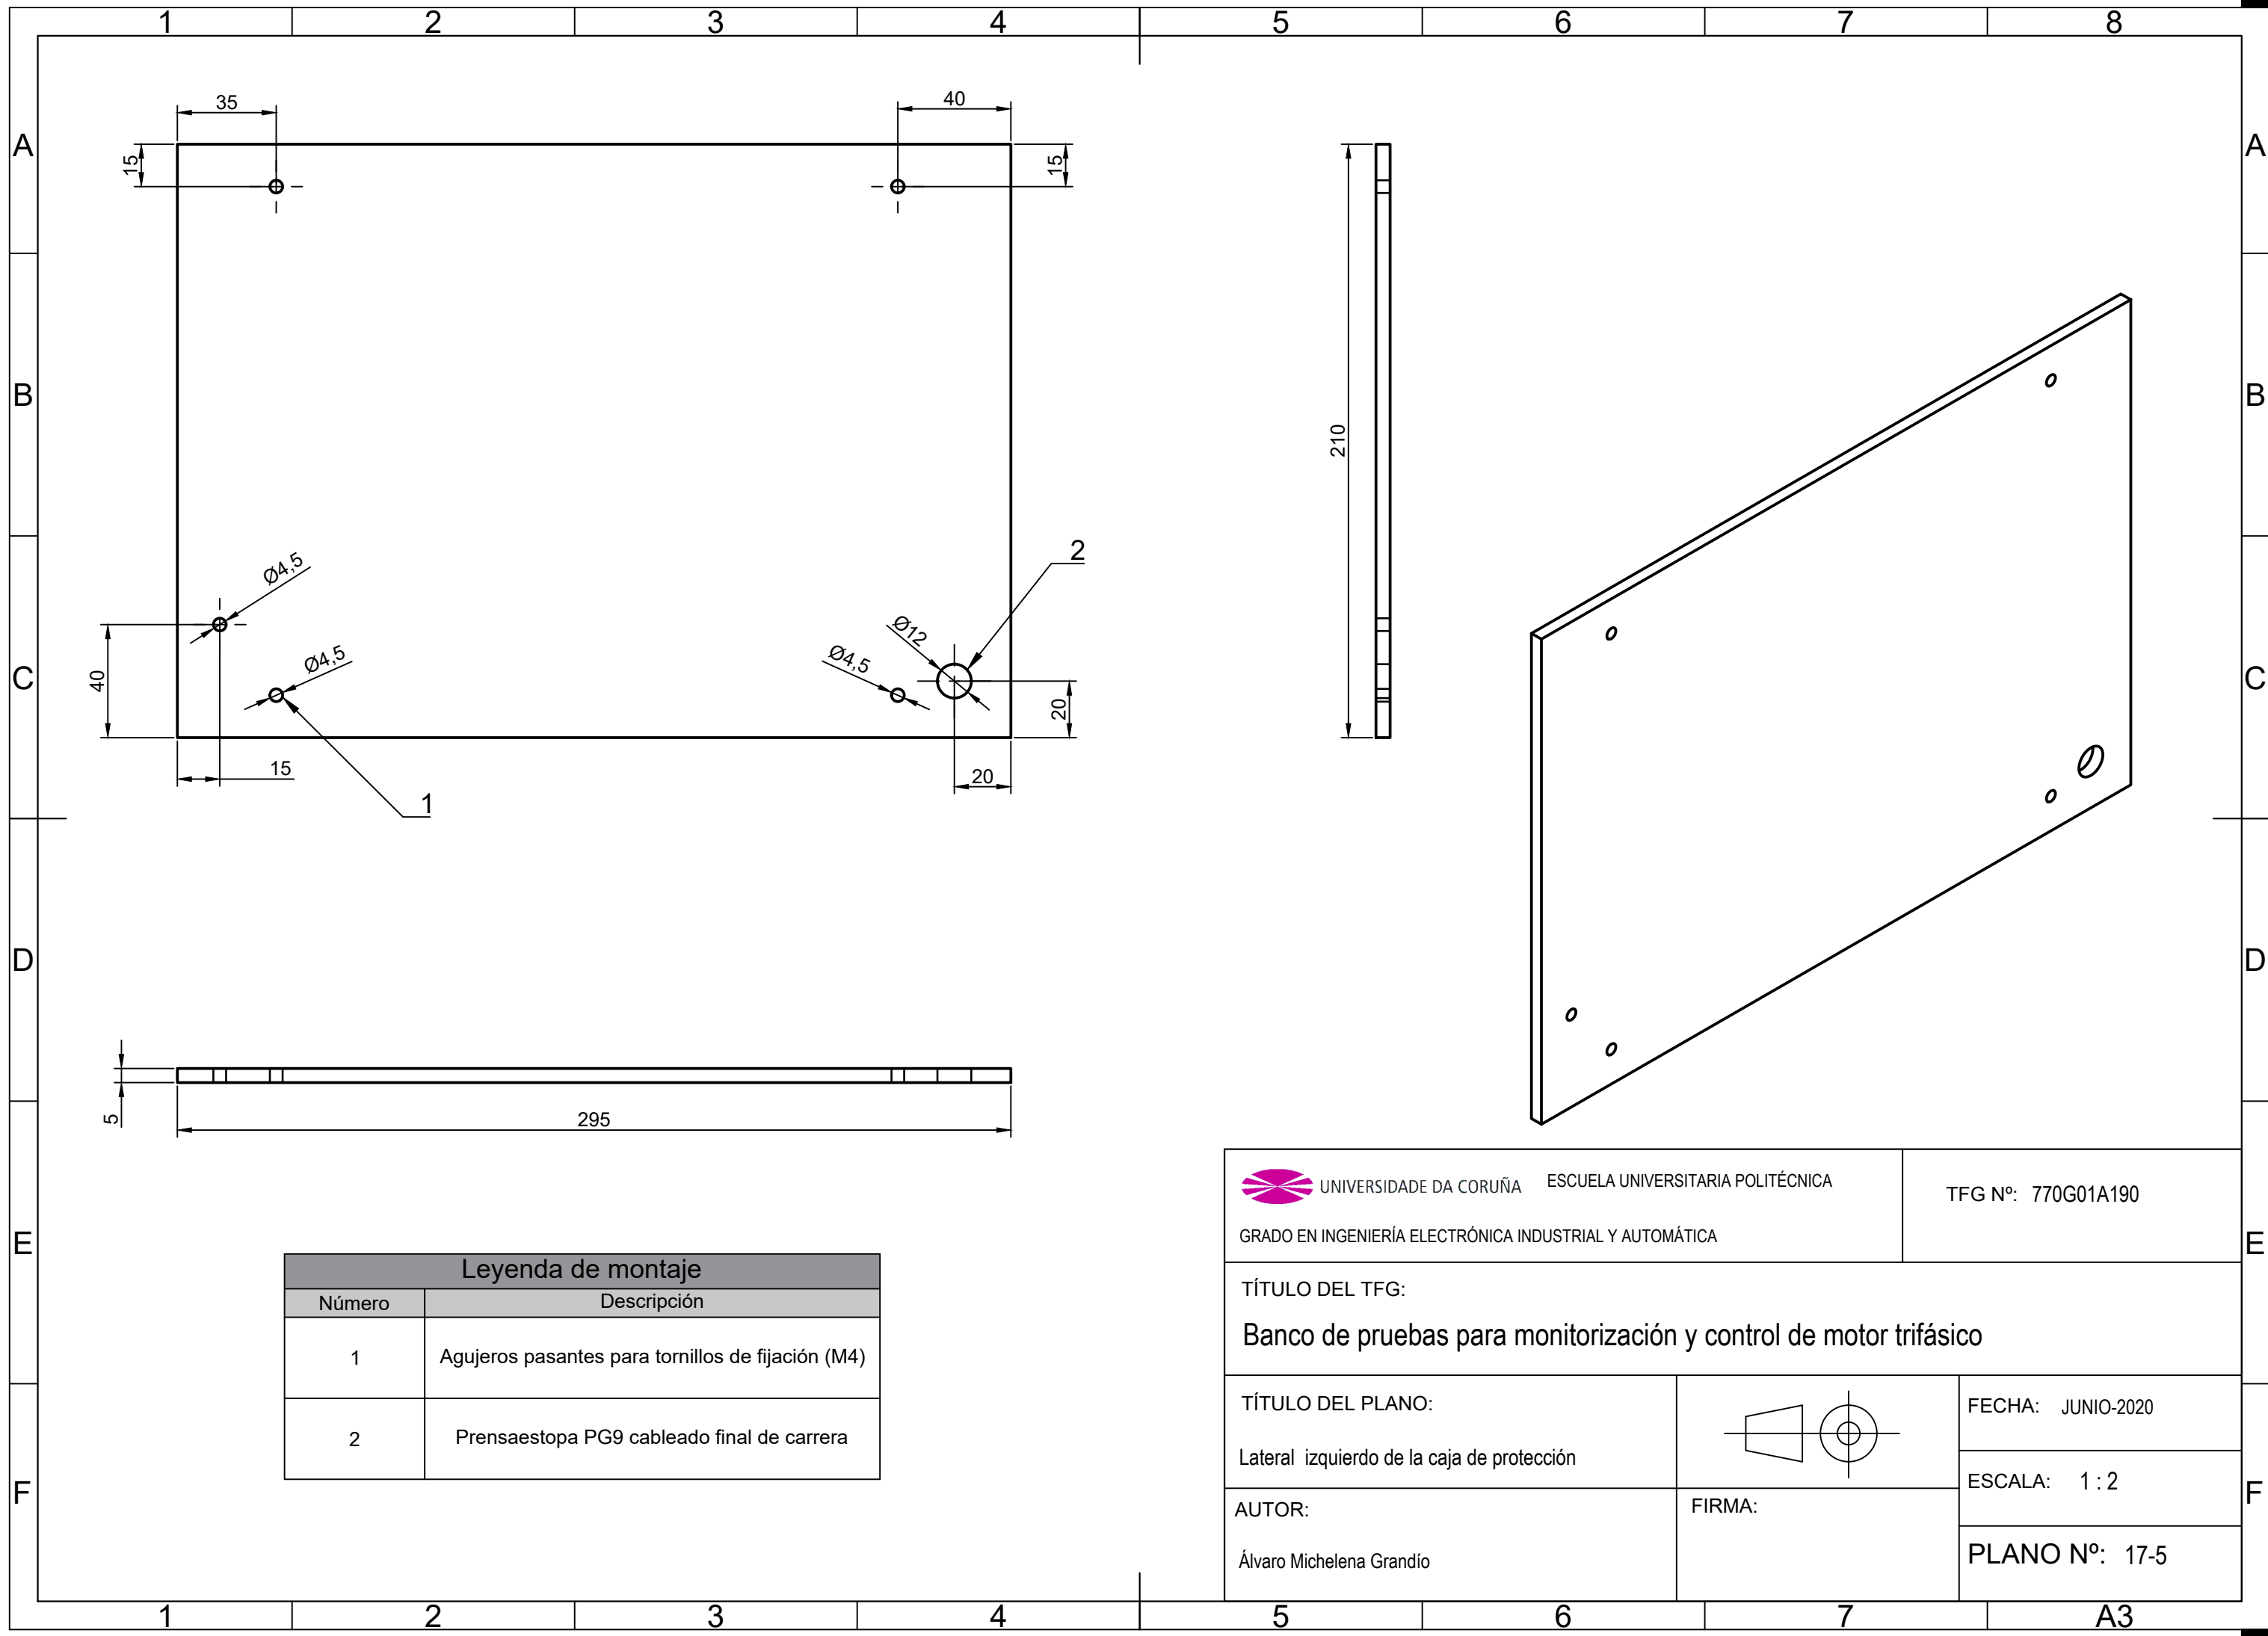 1 2 3 4 5 6 7 8
A A
B B
C C
D D
E E
F F
35
40
15
15
210
Ø4,5
2
Ø4,5
Ø4,5
Ø12
40
20
15
20
1
5
295
Leyenda de montaje
Número Descripción
1 Agujeros pasantes para tornillos de fijación (M4)
2 Prensaestopa PG9 cableado final de carrera
UNIVERSIDADE DA CORUÑA ESCUELA UNIVERSITARIA POLITÉCNICA
TFG Nº: 770G01A190
GRADO EN INGENIERÍA ELECTRÓNICA INDUSTRIAL Y AUTOMÁTICA
TÍTULO DEL TFG:
Banco de pruebas para monitorización y control de motor trifásico
TÍTULO DEL PLANO:
Lateral izquierdo de la caja de protección
FECHA: JUNIO-2020
ESCALA: 1 : 2
AUTOR:
Álvaro Michelena Grandío
FIRMA:
PLANO Nº: 17-5
1 2 3 4 5 6 7 A3